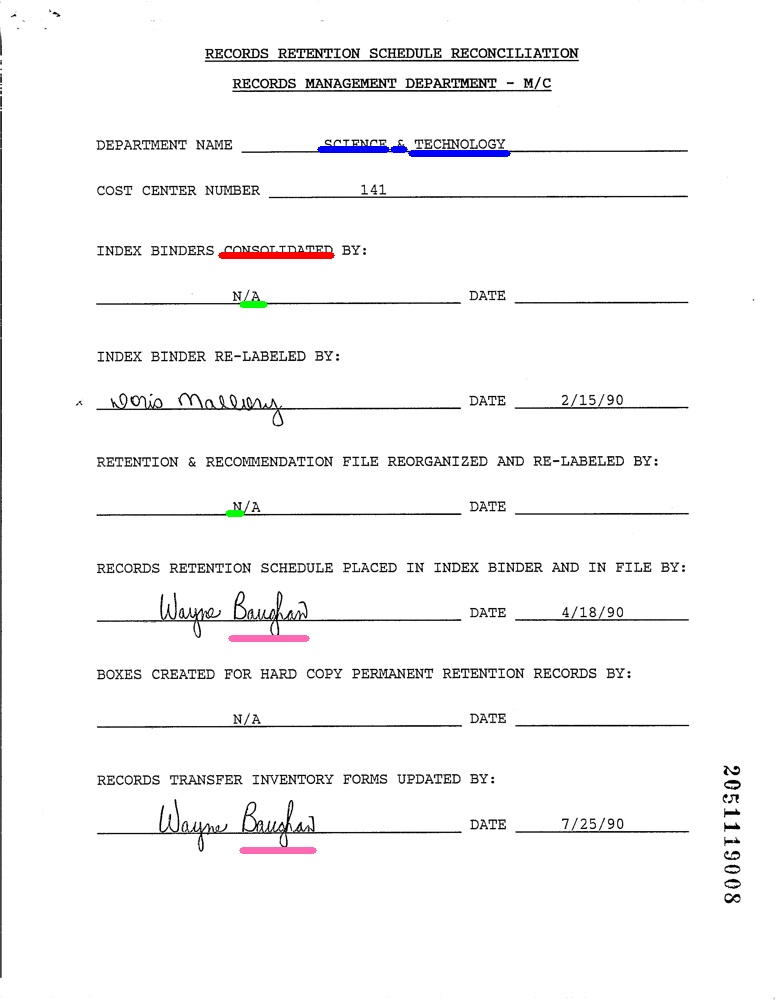 RECORDS RETENTION SCHEDULE RECONCILIATION
RECORDS MANAGEMENT DEPARTMENT - M/C
DEPARTMENT NAME SCIENCE & TECHNOLOGY
COST CENTER NUMBER 141
INDEX BINDERS CONSOLIDATED BY:
N/A DATE
INDEX BINDER RE-LABELED BY:
Doris Mallory DATE 2/15/90
RETENTION & RECOMMENDATION FILE REORGANIZED AND RE-LABELED BY:
N/A DATE
RECORDS RETENTION SCHEDULE PLACED IN INDEX BINDER AND IN FILE BY:
Wayne Baughan DATE 4/18/90
BOXES CREATED FOR HARD COPY PERMANENT RETENTION RECORDS BY:
N/A DATE
RECORDS TRANSFER INVENTORY FORMS UPDATED BY:
Wayne Baughan DATE 7/25/90
2051119008